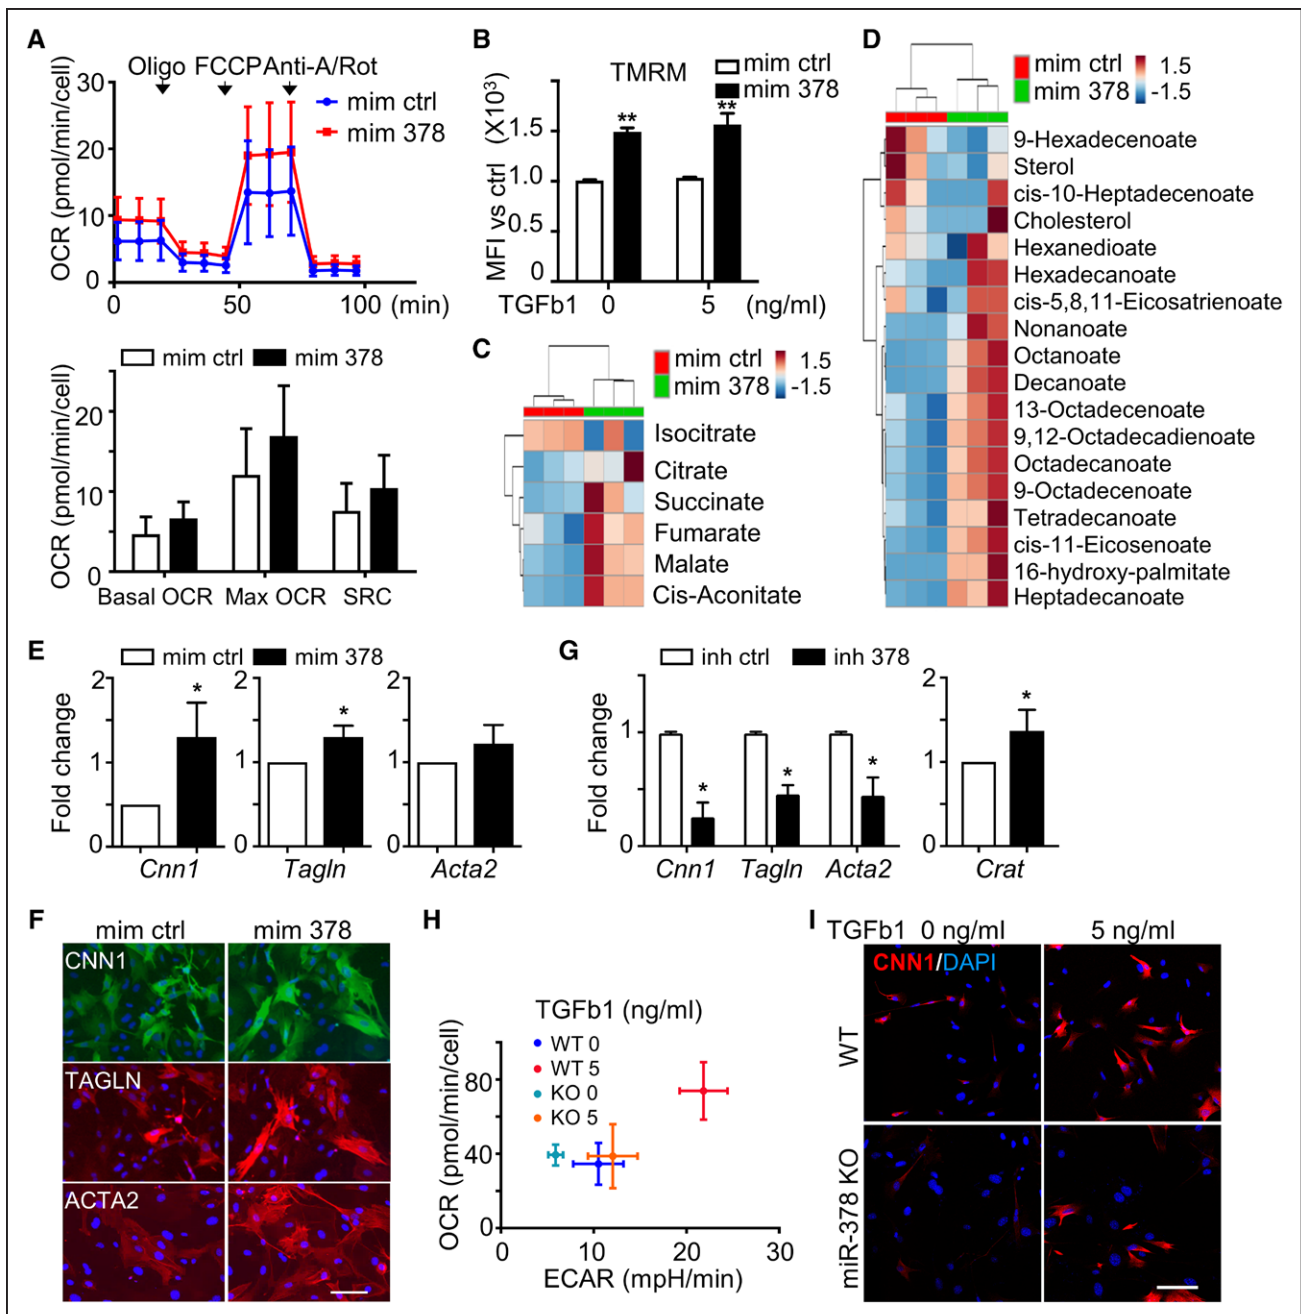 A
Oligo FCCPAnti-A/Rot
OCR (pmol/min/cell)
30
20
10
0
mim ctrl
mim 378
0 50 100 (min)
mim ctrl mim 378
OCR (pmol/min/cell)
20
10
0
Basal OCR Max OCR SRC
B
TMRM
mim ctrl
mim 378
MFI vs ctrl (X10³)
1.5
1.0
0.5
0
** **
TGFb1 0 5 (ng/ml)
C
mim ctrl 1.5
mim 378 -1.5
Isocitrate
Citrate
Succinate
Fumarate
Malate
Cis-Aconitate
D
mim ctrl 1.5
mim 378 -1.5
9-Hexadecenoate
Sterol
cis-10-Heptadecenoate
Cholesterol
Hexanedioate
Hexadecanoate
cis-5,8,11-Eicosatrienoate
Nonanoate
Octanoate
Decanoate
13-Octadecenoate
9,12-Octadecadienoate
Octadecanoate
9-Octadecenoate
Tetradecanoate
cis-11-Eicosenoate
16-hydroxy-palmitate
Heptadecanoate
E
mim ctrl mim 378
Fold change
2 2 2
1 1 1
0 0 0
* *
Cnn1 Tagln Acta2
G
inh ctrl inh 378
Fold change
1
0
* * *
Cnn1 Tagln Acta2
2
1
0
*
Crat
F
mim ctrl mim 378
CNN1
TAGLN
ACTA2
H
TGFb1 (ng/ml)
WT 0
WT 5
KO 0
KO 5
OCR (pmol/min/cell)
80
40
0
0 10 20 30
ECAR (mpH/min)
I
TGFb1 0 ng/ml 5 ng/ml
CNN1/DAPI
WT
miR-378 KO